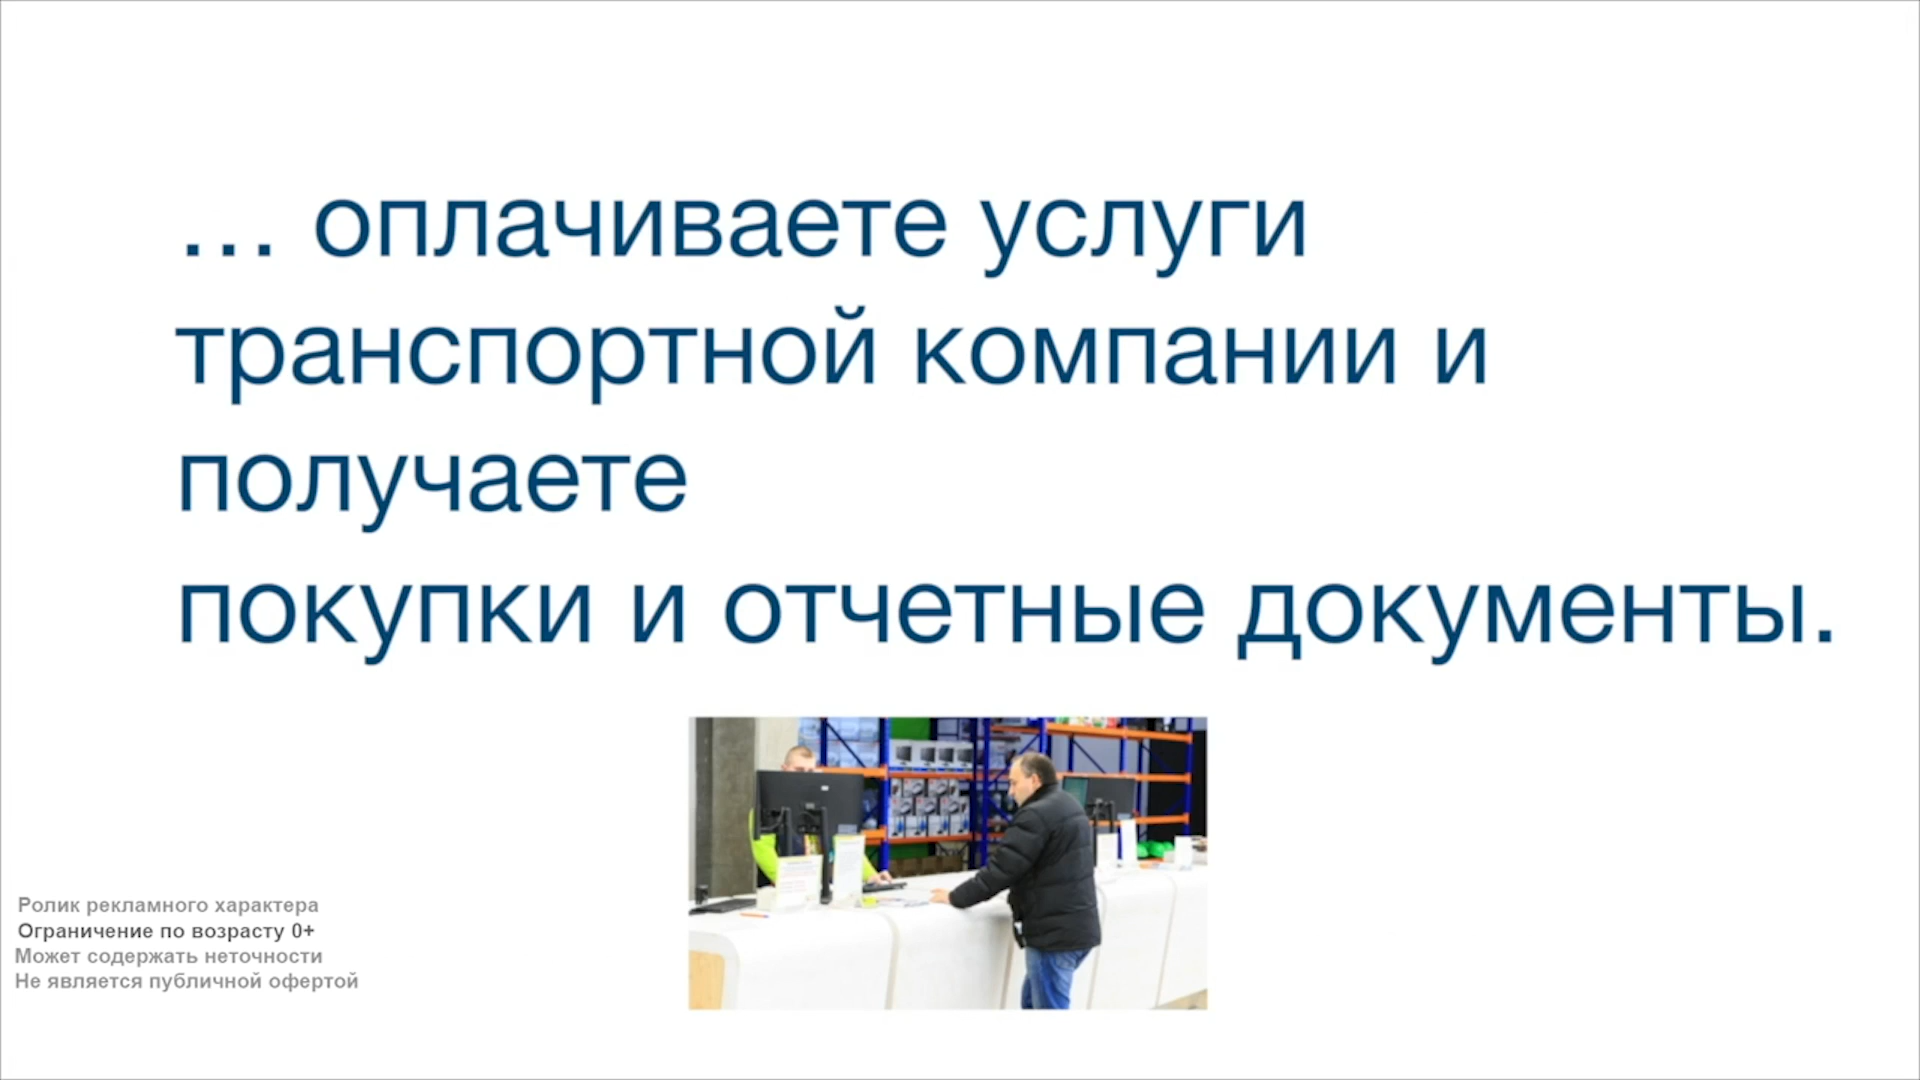 ... оплачиваете услуги
транспортной компании и
получаете
покупки и отчетные документы.
Ролик рекламного характера
Ограничение по возрасту 0+
Может содержать неточности
Не является публичной офертой